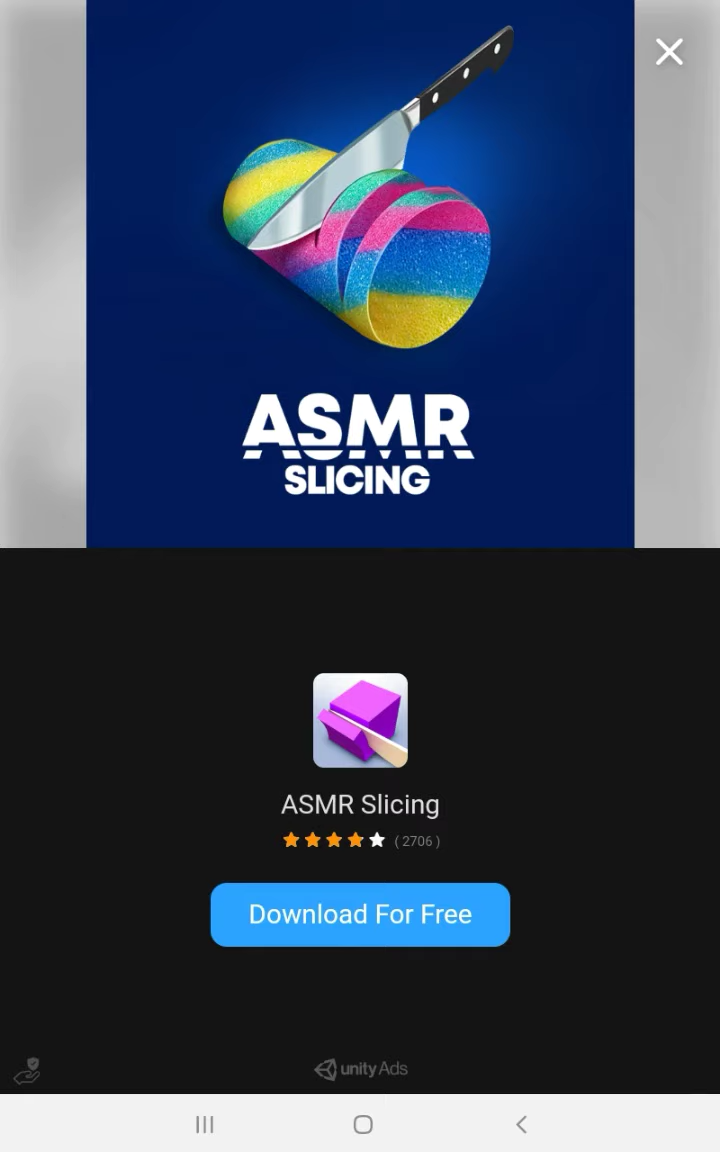 ASMR
SLICING
ASMR Slicing
( 2706 )
Download For Free
unity Ads